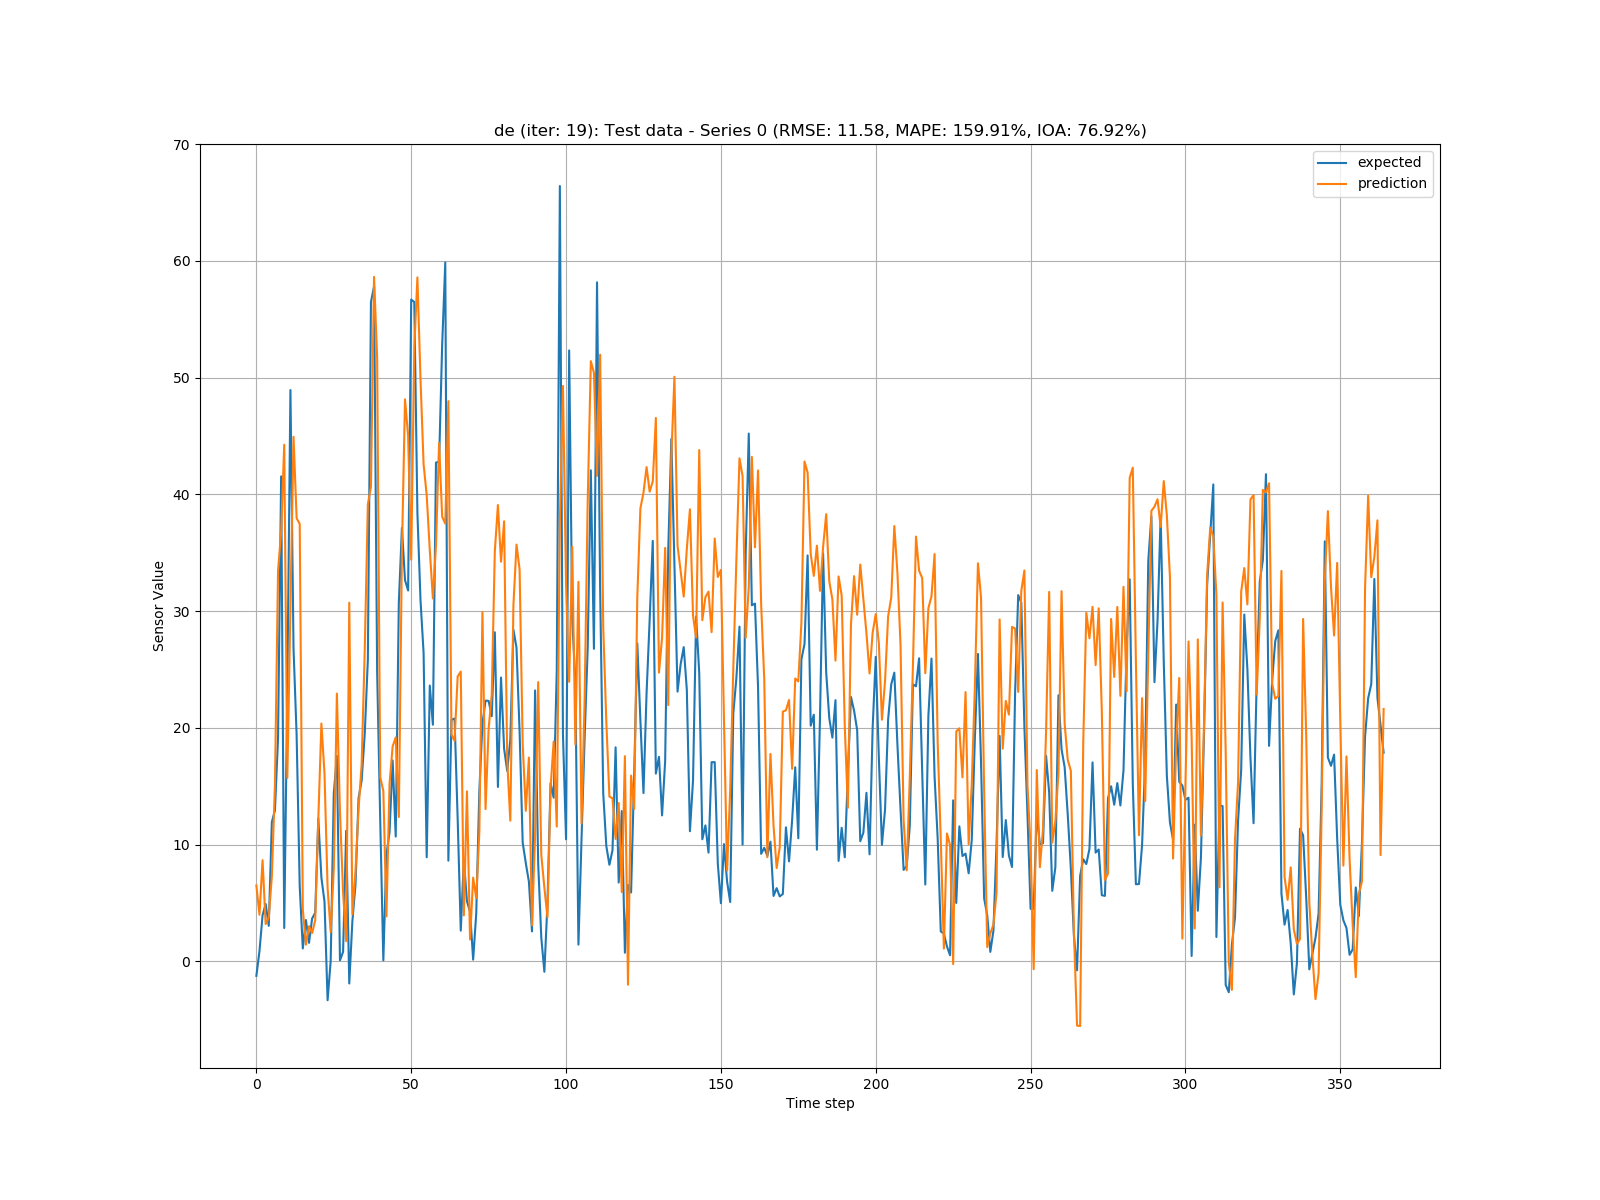 de (iter: 19): Test data - Series 0 (RMSE: 11.58, MAPE: 159.91%, IOA: 76.92%)
expected
prediction
70
60
50
40
30
20
10
0
Sensor Value
0 50 100 150 200 250 300 350
Time step